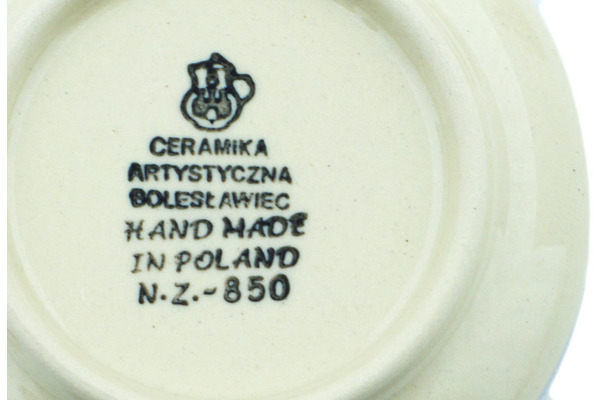 CERAMIKA
ARTYSTYCZNA
BOLESŁAWIEC
HAND MADE
IN POLAND
N.Z.-850